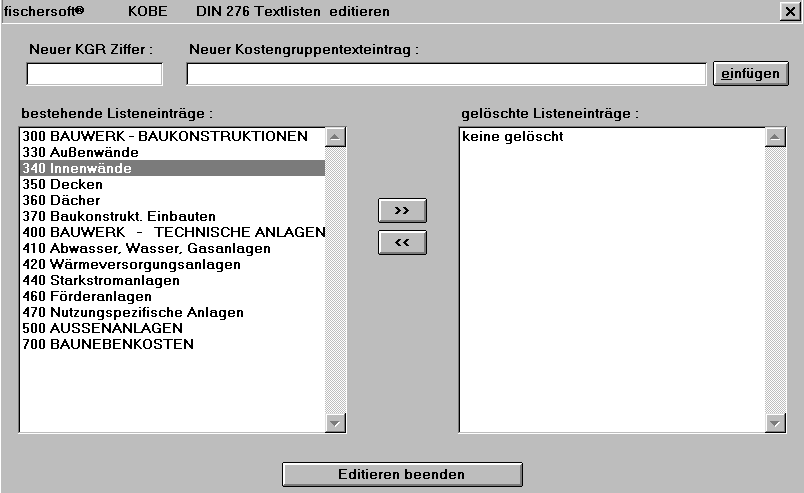 fischersoft® KOBE DIN 276 Textlisten editieren
Neuer KGR Ziffer : Neuer Kostengruppentexteintrag :
einfügen
bestehende Listeneinträge : gelöschte Listeneinträge :
300 BAUWERK - BAUKONSTRUKTIONEN
330 Außenwände
340 Innenwände
350 Decken
360 Dächer
370 Baukonstrukt. Einbauten
400 BAUWERK - TECHNISCHE ANLAGEN
410 Abwasser, Wasser, Gasanlagen
420 Wärmeversorgungsanlagen
440 Starkstromanlagen
460 Förderanlagen
470 Nutzungspezifische Anlagen
500 AUSSENANLAGEN
700 BAUNEBENKOSTEN
>>
<<
keine gelöscht
Editieren beenden